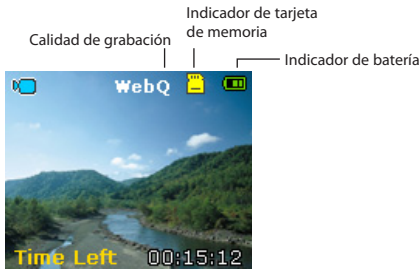 Indicador de tarjeta
de memoria
Calidad de grabación
Indicador de batería
WebQ
Time Left 00:15:12